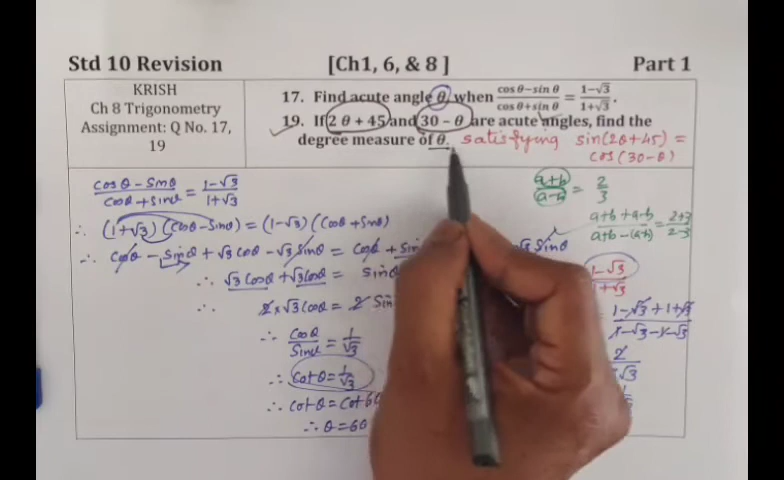 Std 10 Revision [Ch1, 6, & 8 ] Part 1
KRISH
Ch 8 Trigonometry
Assignment: Q No. 17,
19
17. Find acute angle θ, when (cos θ−sin θ)/(cos θ+sin θ) = (1−√3)/(1+√3).
19. If 2 θ + 45 and 30 − θ are acute angles, find the
degree measure of θ. satisfying sin(2θ+45) =
cos(30-θ)
(Cosθ − Sinθ)/(Cosθ + Sinθ) = (1-√3)/(1+√3)
∴ (1+√3)(Cosθ-Sinθ) = (1-√3)(Cosθ+Sinθ)
∴ Cosθ − Sinθ + √3 Cosθ - √3 Sinθ = Cosθ + Sin √3 Sinθ
∴ √3 Cosθ + √3 Cosθ = Sinθ
∴ 2×√3 Cosθ = 2 Sin
∴ Cosθ/Sinθ = 1/√3
∴ Cotθ = 1/√3
∴ Cotθ = Cot 60
∴ θ = 60
(a+b)/(a-b) = 2/3
(a+b + a-b)/(a+b-(a-b)) = (2+3)/(2-3)
1-√3
1+√3
= (1-√3 + 1+√3)/(1-√3-1-√3)
2
√3